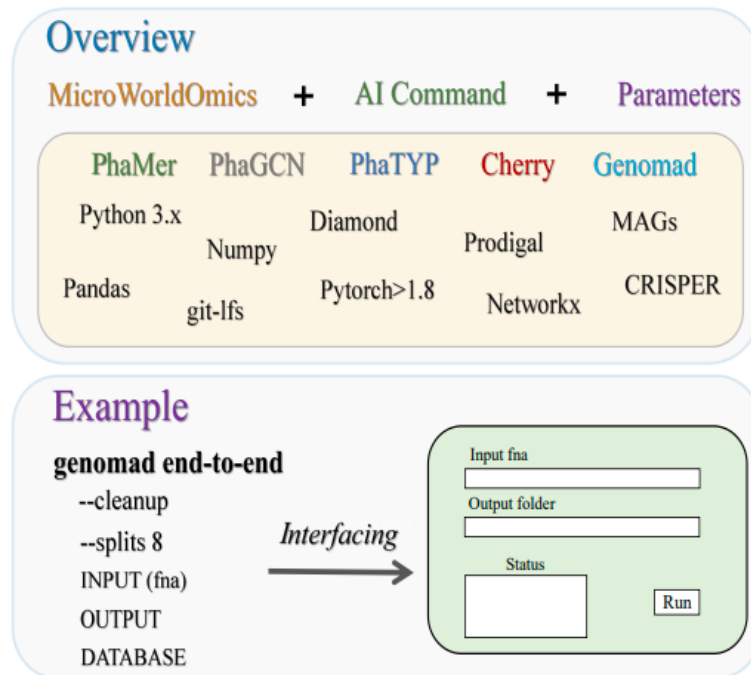 Overview
MicroWorldOmics + AI Command + Parameters
PhaMer PhaGCN PhaTYP Cherry Genomad
Python 3.x Numpy Diamond Prodigal MAGs
Pandas git-lfs Pytorch>1.8 Networkx CRISPER
Example
genomad end-to-end
--cleanup
--splits 8
INPUT (fna)
OUTPUT
DATABASE
Interfacing
Input fna
Output folder
Status
Run